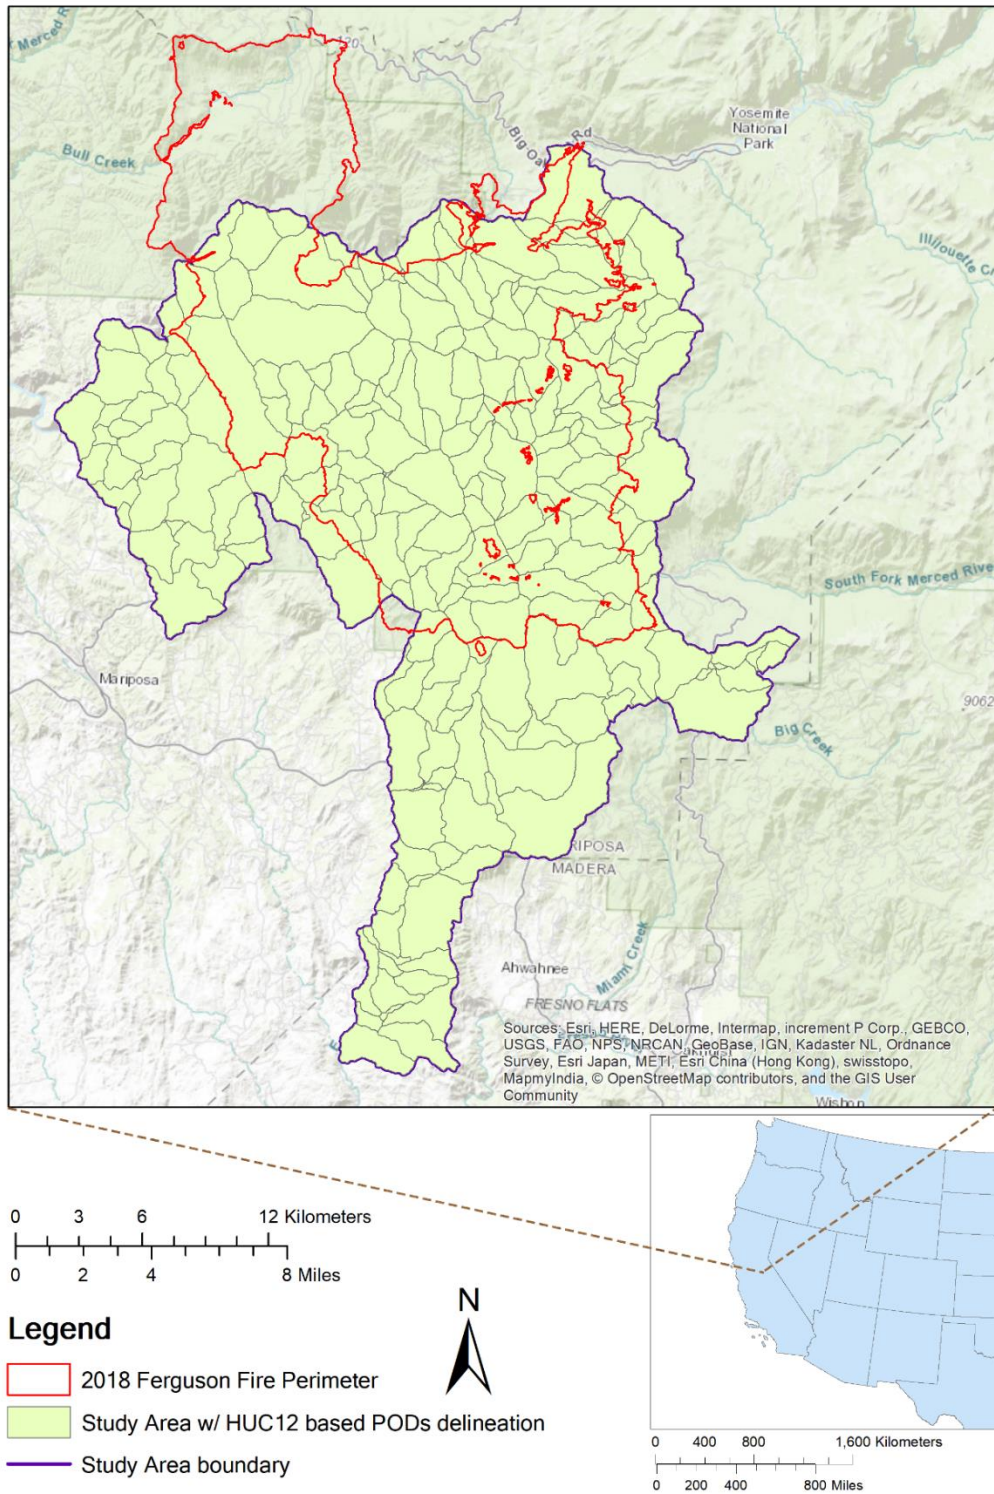 Merced R
120
Bull Creek
Big Oak
Rd
Yosemite
National
Park
Illilouette C
South Fork Merced River
Mariposa
9062
Big Creek
RIPOSA
MADERA
Miami Creek
Ahwahnee
FRESNO FLATS
Sources: Esri, HERE, DeLorme, Intermap, increment P Corp., GEBCO,
USGS, FAO, NPS, NRCAN, GeoBase, IGN, Kadaster NL, Ordnance
Survey, Esri Japan, METI, Esri China (Hong Kong), swisstopo,
MapmyIndia, © OpenStreetMap contributors, and the GIS User
Community
Wishon
0 3 6 12 Kilometers
0 2 4 8 Miles
N
Legend
2018 Ferguson Fire Perimeter
Study Area w/ HUC12 based PODs delineation
Study Area boundary
0 400 800 1,600 Kilometers
0 200 400 800 Miles